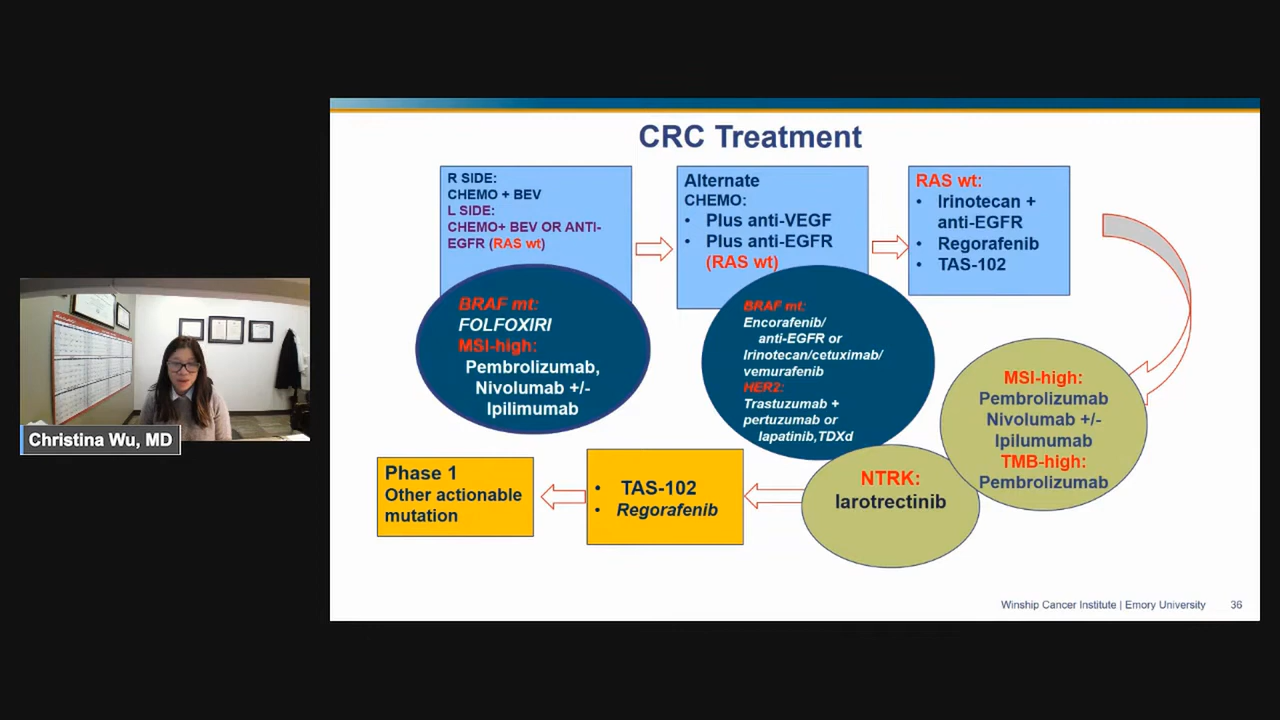 CRC Treatment
R SIDE:
CHEMO + BEV
L SIDE:
CHEMO+ BEV OR ANTI-
EGFR (RAS wt)
BRAF mt:
FOLFOXIRI
MSI-high:
Pembrolizumab,
Nivolumab +/-
Ipilimumab
Alternate
CHEMO:
• Plus anti-VEGF
• Plus anti-EGFR
(RAS wt)
BRAF mt:
Encorafenib/
anti-EGFR or
Irinotecan/cetuximab/
vemurafenib
HER2:
Trastuzumab +
pertuzumab or
lapatinib,TDXd
RAS wt:
• Irinotecan +
anti-EGFR
• Regorafenib
• TAS-102
MSI-high:
Pembrolizumab
Nivolumab +/-
Ipilumumab
TMB-high:
Pembrolizumab
NTRK:
larotrectinib
• TAS-102
• Regorafenib
Phase 1
Other actionable
mutation
Christina Wu, MD
Winship Cancer Institute | Emory University 36